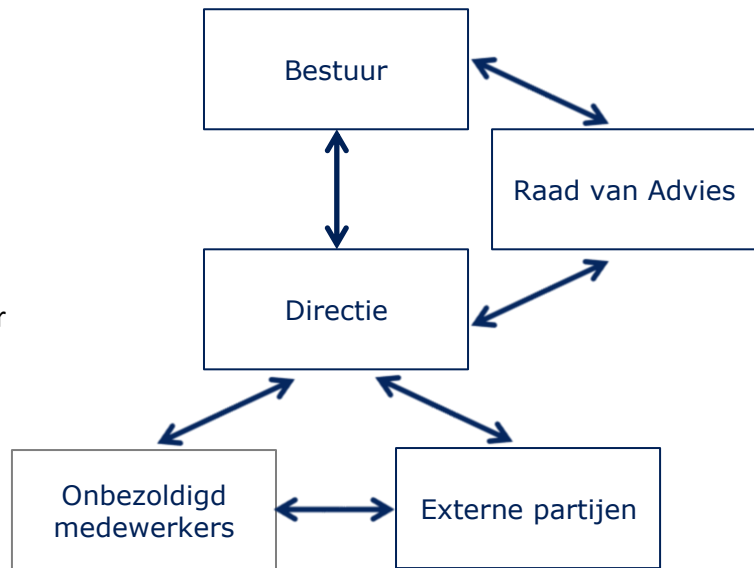 Bestuur
Raad van Advies
Directie
r
Onbezoldigd
medewerkers
Externe partijen